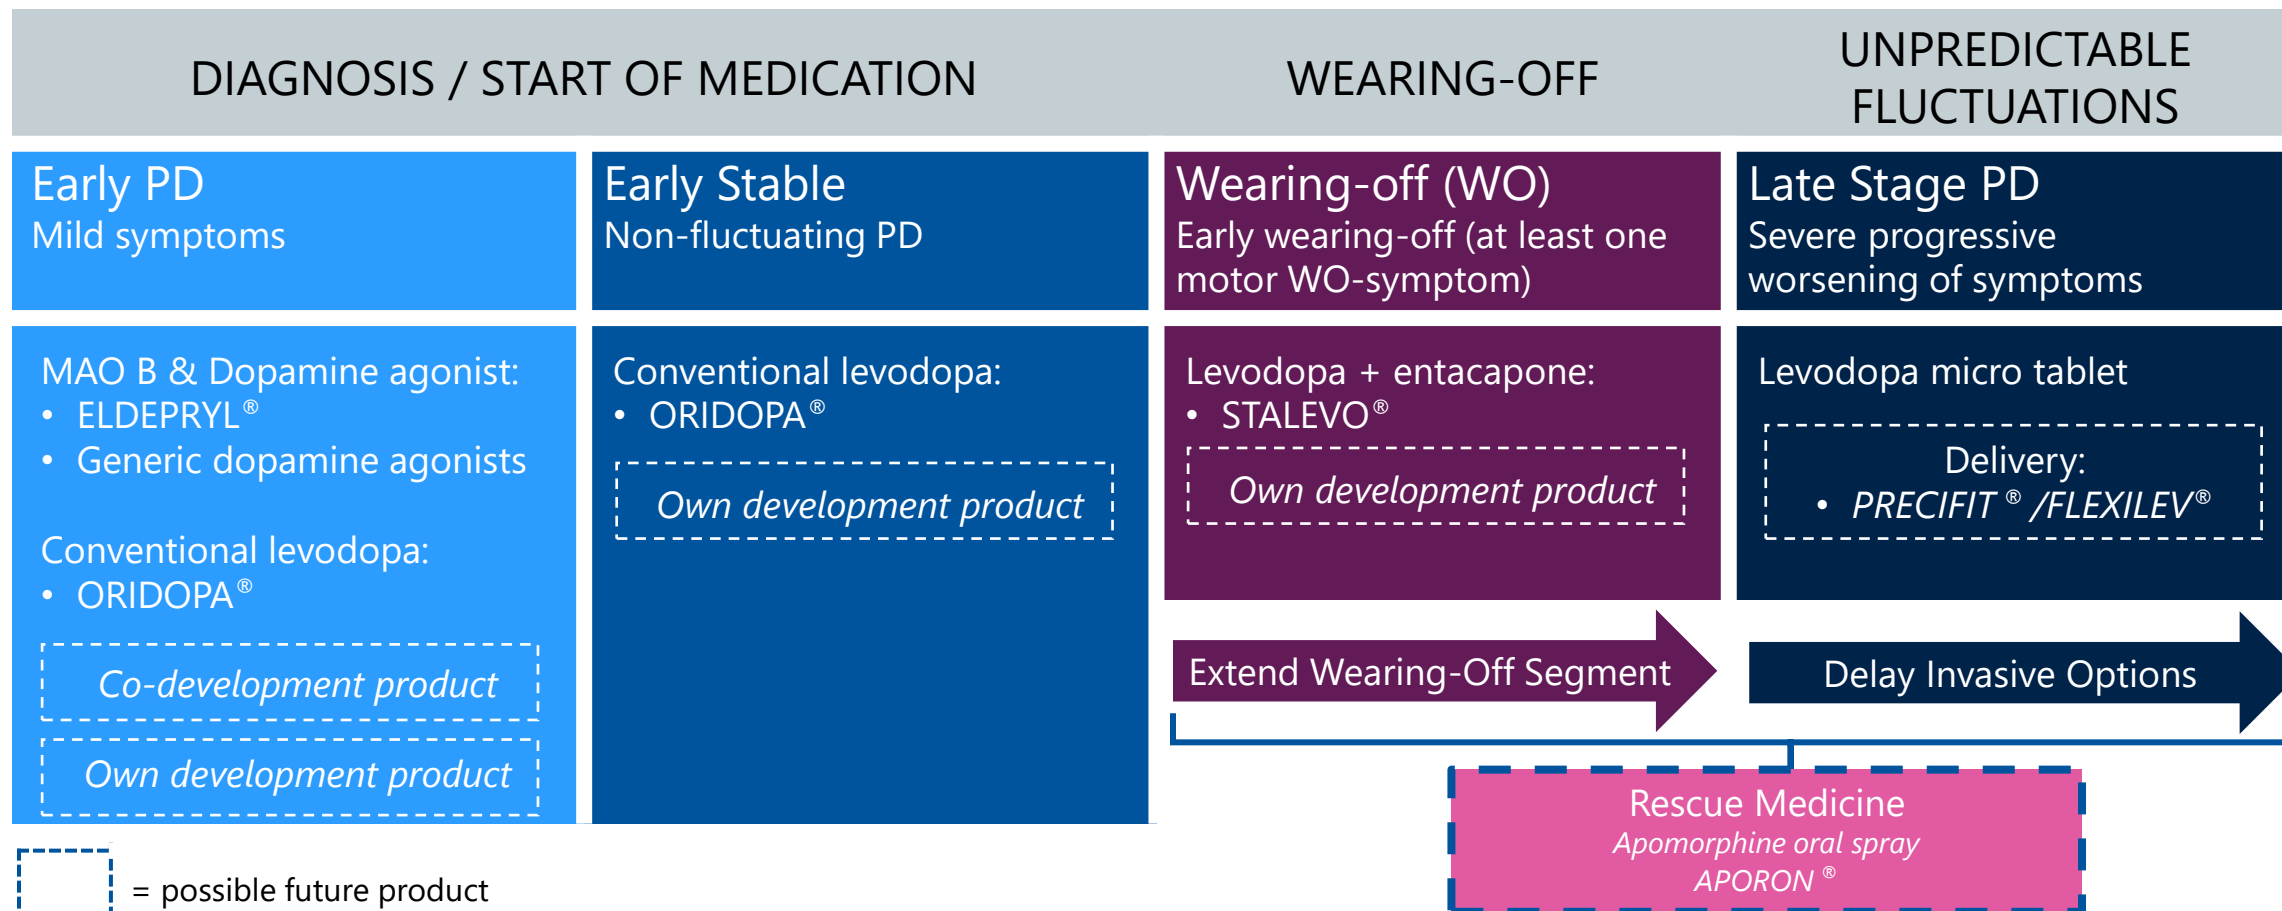 DIAGNOSIS / START OF MEDICATION
WEARING-OFF
UNPREDICTABLE
FLUCTUATIONS
Early PD
Mild symptoms
Early Stable
Non-fluctuating PD
Wearing-off (WO)
Early wearing-off (at least one
motor WO-symptom)
Late Stage PD
Severe progressive
worsening of symptoms
MAO B & Dopamine agonist:
• ELDEPRYL®
• Generic dopamine agonists
Conventional levodopa:
• ORIDOPA®
Co-development product
Own development product
Conventional levodopa:
• ORIDOPA®
Own development product
Levodopa + entacapone:
• STALEVO®
Own development product
Levodopa micro tablet
Delivery:
• PRECIFIT ® /FLEXILEV®
Extend Wearing-Off Segment
Delay Invasive Options
Rescue Medicine
Apomorphine oral spray
APORON ®
= possible future product